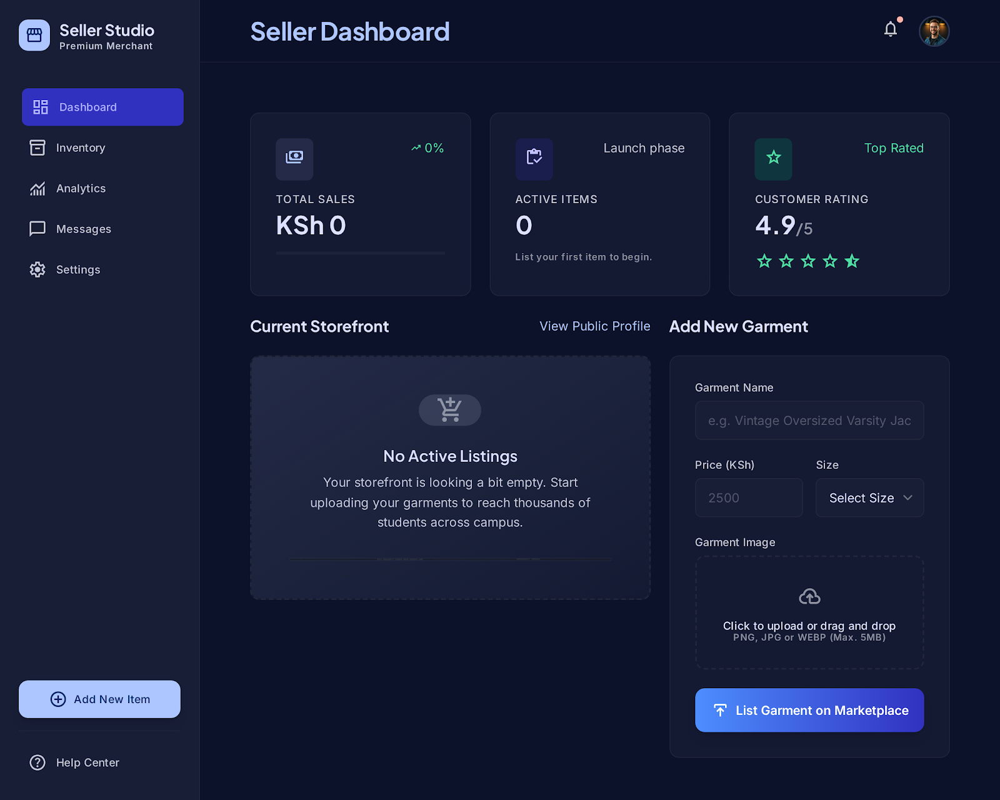 Seller Studio
Premium Merchant
Dashboard
Inventory
Analytics
Messages
Settings
Add New Item
Help Center
Seller Dashboard
0%
TOTAL SALES
KSh 0
Launch phase
ACTIVE ITEMS
0
List your first item to begin.
Top Rated
CUSTOMER RATING
4.9/5
Current Storefront
View Public Profile
No Active Listings
Your storefront is looking a bit empty. Start
uploading your garments to reach thousands of
students across campus.
Add New Garment
Garment Name
e.g. Vintage Oversized Varsity Jac
Price (KSh)
Size
2500
Select Size
Garment Image
Click to upload or drag and drop
PNG, JPG or WEBP (Max. 5MB)
List Garment on Marketplace